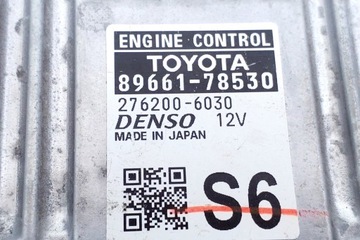 ENGINE CONTROL
TOYOTA
89661-78530
276200-6030
DENSO 12V
MADE IN JAPAN
S6